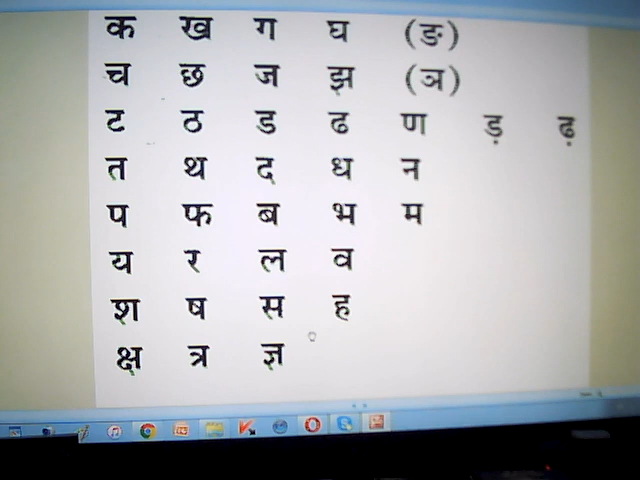 क ख ग घ (ङ)
च छ ज झ (ञ)
ट ठ ड ढ ण ड़ ढ़
त थ द ध न
प फ ब भ म
य र ल व
श ष स ह
क्ष त्र ज्ञ